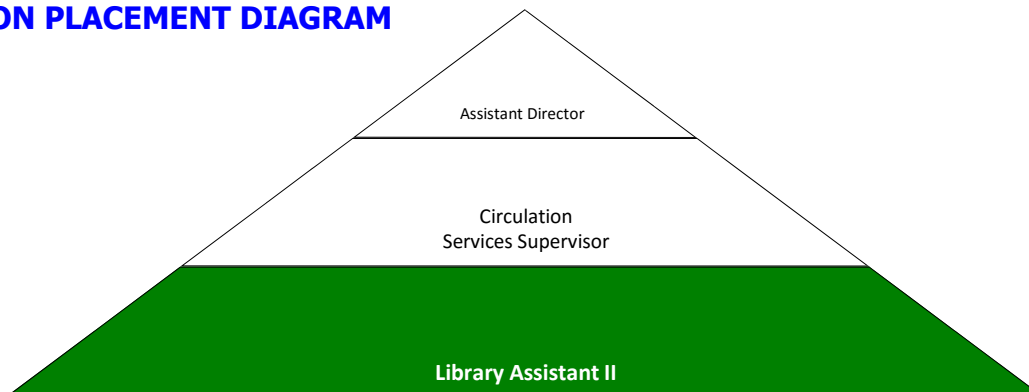 ON PLACEMENT DIAGRAM
Assistant Director
Circulation
Services Supervisor
Library Assistant II